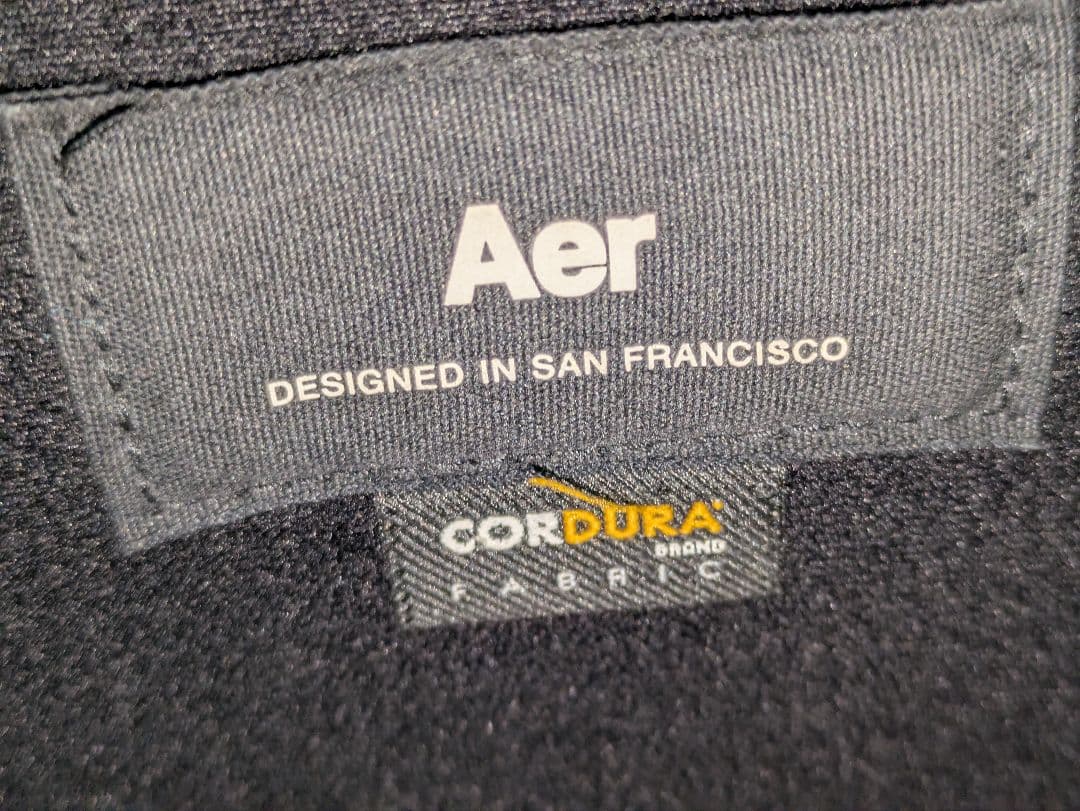 Aer
DESIGNED IN SAN FRANCISCO
CORDURA®
BRAND
FABRIC